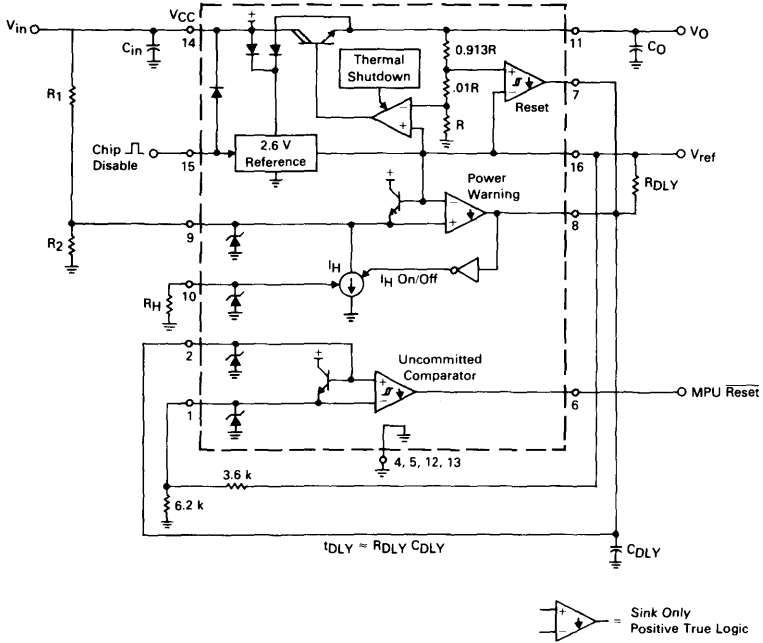 Vin
VCC
14
Cin
R1
0.913R
.01R
R
Thermal
Shutdown
11
VO
CO
7
Reset
Chip
Disable
15
2.6 V
Reference
16
Vref
RDLY
Power
Warning
R2
9
8
IH
IH On/Off
RH
10
2
Uncommitted
Comparator
1
6
MPU Reset
4, 5, 12, 13
3.6 k
6.2 k
tDLY ≈ RDLY CDLY
CDLY
= Sink Only
Positive True Logic